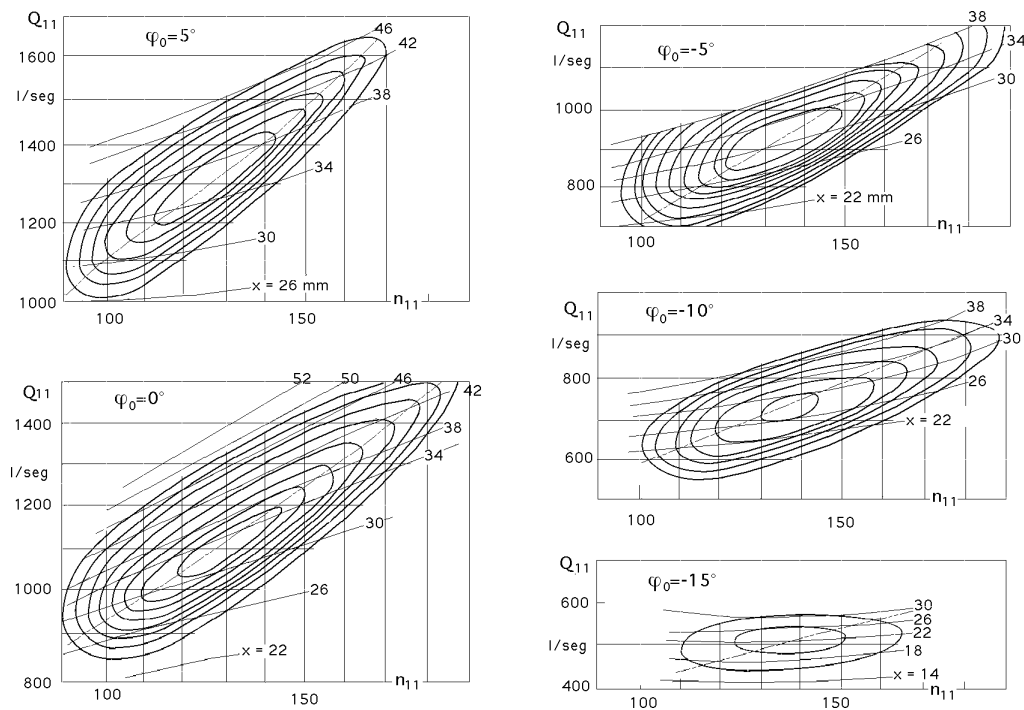 Q11
φ0=5°
46
42
1600
l/seg
38
1400
34
1200
30
x = 26 mm
1000
n11
100
150
Q11
φ0=0°
52
50
46
42
1400
l/seg
38
34
1200
30
1000
26
x = 22
800
n11
100
150
Q11
φ0=-5°
38
34
l/seg
30
1000
26
800
x = 22 mm
n11
100
150
Q11
φ0=-10°
38
34
30
l/seg
800
26
x = 22
600
n11
100
150
Q11
φ0=-15°
600
30
26
22
l/seg
18
x = 14
400
n11
100
150